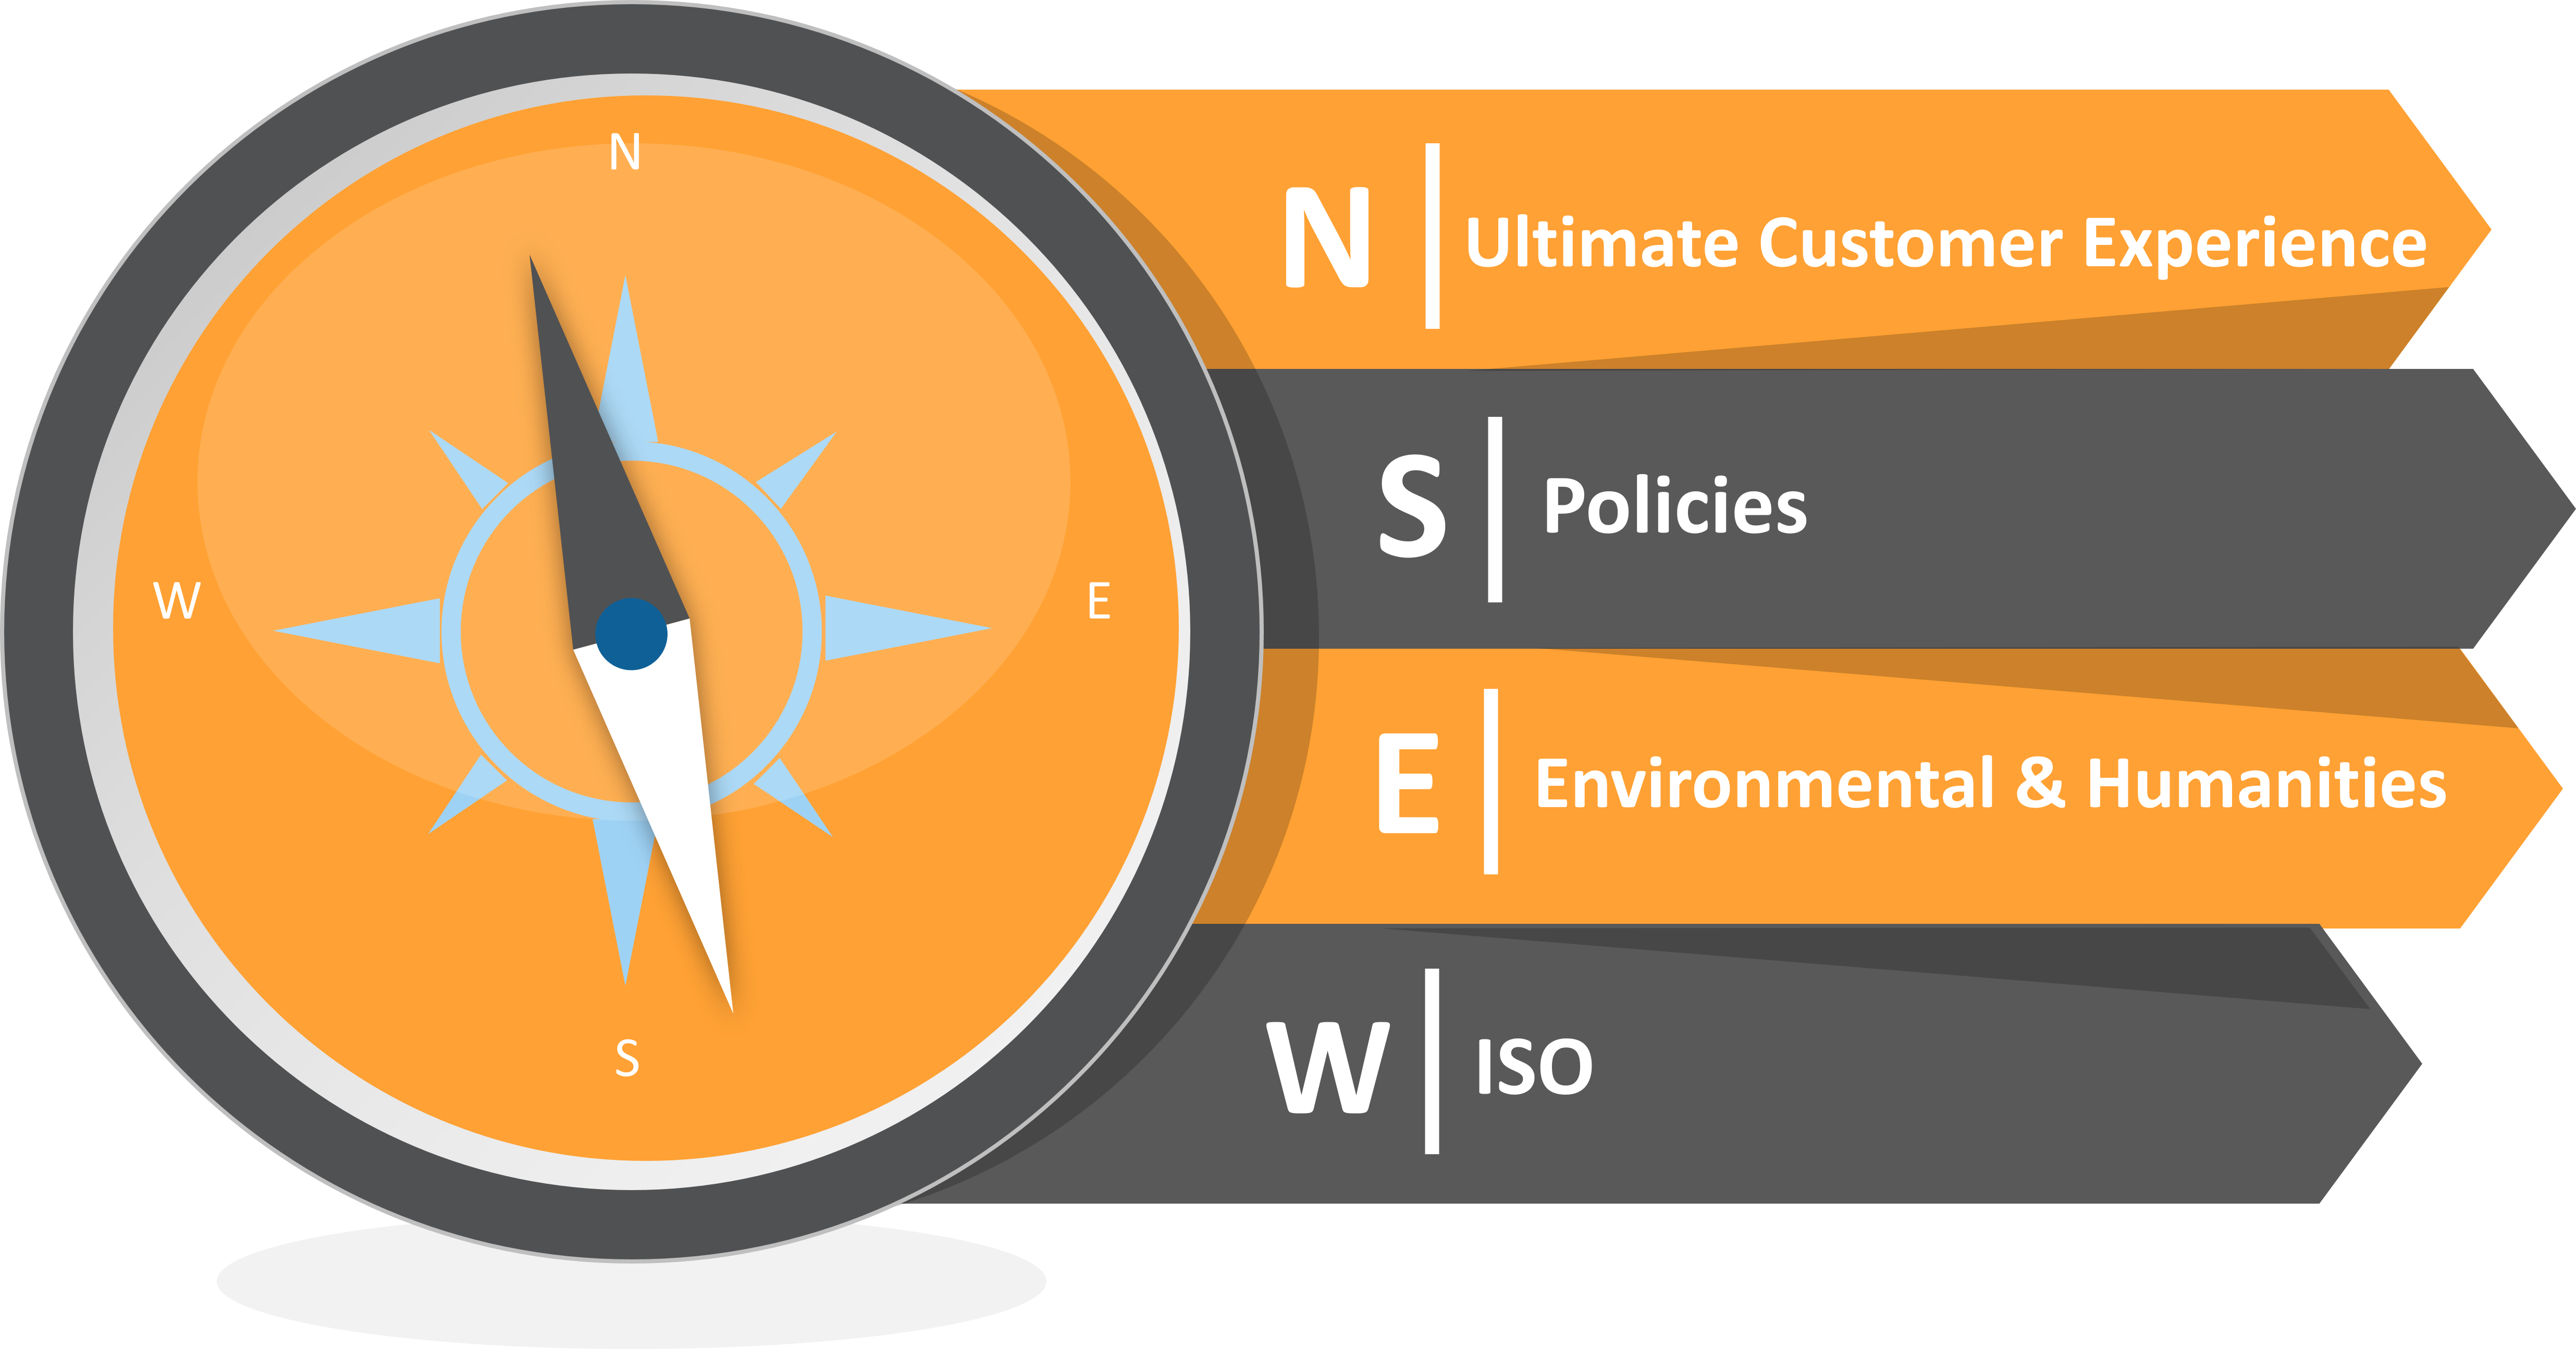 N
W
E
S
N Ultimate Customer Experience
S Policies
E Environmental & Humanities
W ISO